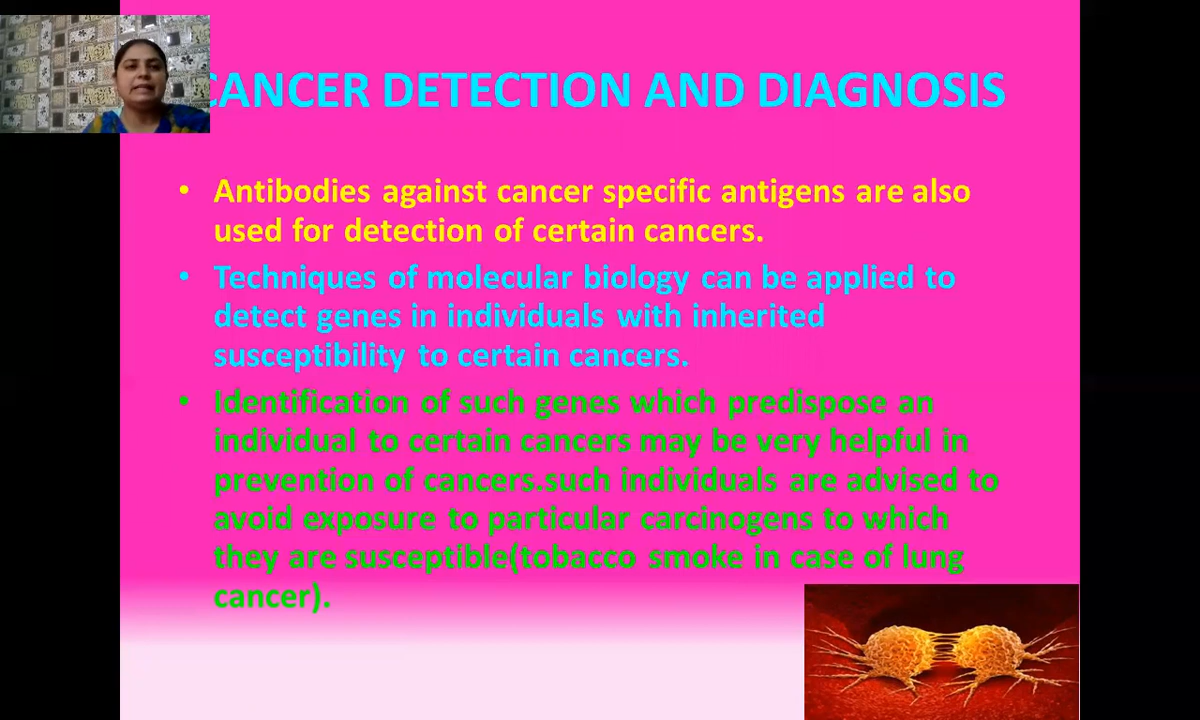 CANCER DETECTION AND DIAGNOSIS
• Antibodies against cancer specific antigens are also
used for detection of certain cancers.
• Techniques of molecular biology can be applied to
detect genes in individuals with inherited
susceptibility to certain cancers.
• Identification of such genes which predispose an
individual to certain cancers may be very helpful in
prevention of cancers.such individuals are advised to
avoid exposure to particular carcinogens to which
they are susceptible(tobacco smoke in case of lung
cancer).